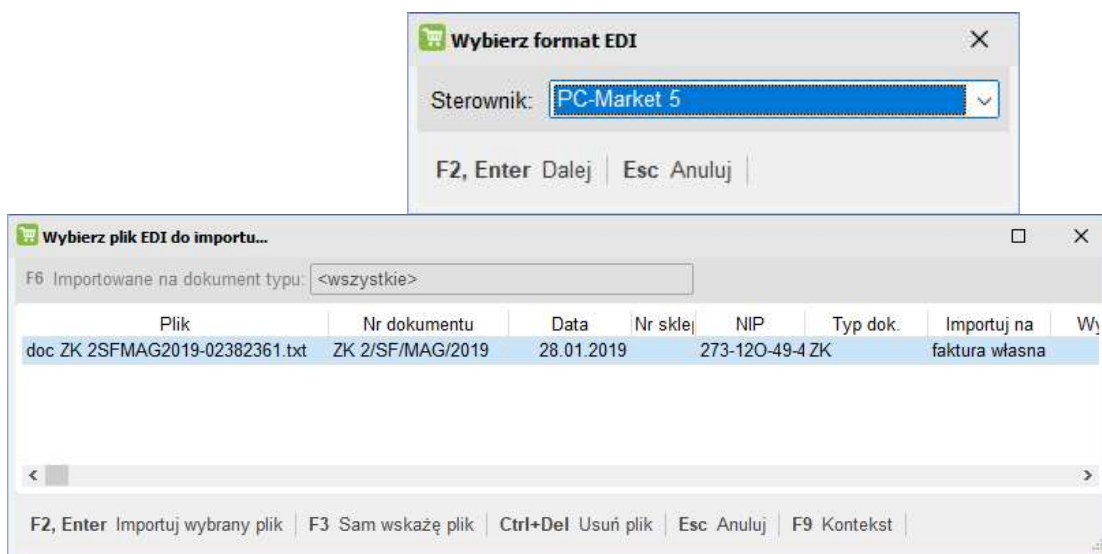 Wybierz format EDI
Sterownik: PC-Market 5
F2, Enter Dalej | Esc Anuluj |
Wybierz plik EDI do importu...
F6 Importowane na dokument typu: <wszystkie>
Plik Nr dokumentu Data Nr sklej NIP Typ dok. Importuj na Wy
doc ZK 2SFMAG2019-02382361.txt ZK 2/SF/MAG/2019 28.01.2019 273-12O-49-4 ZK faktura własna
F2, Enter Importuj wybrany plik | F3 Sam wskażę plik | Ctrl+Del Usuń plik | Esc Anuluj | F9 Kontekst |